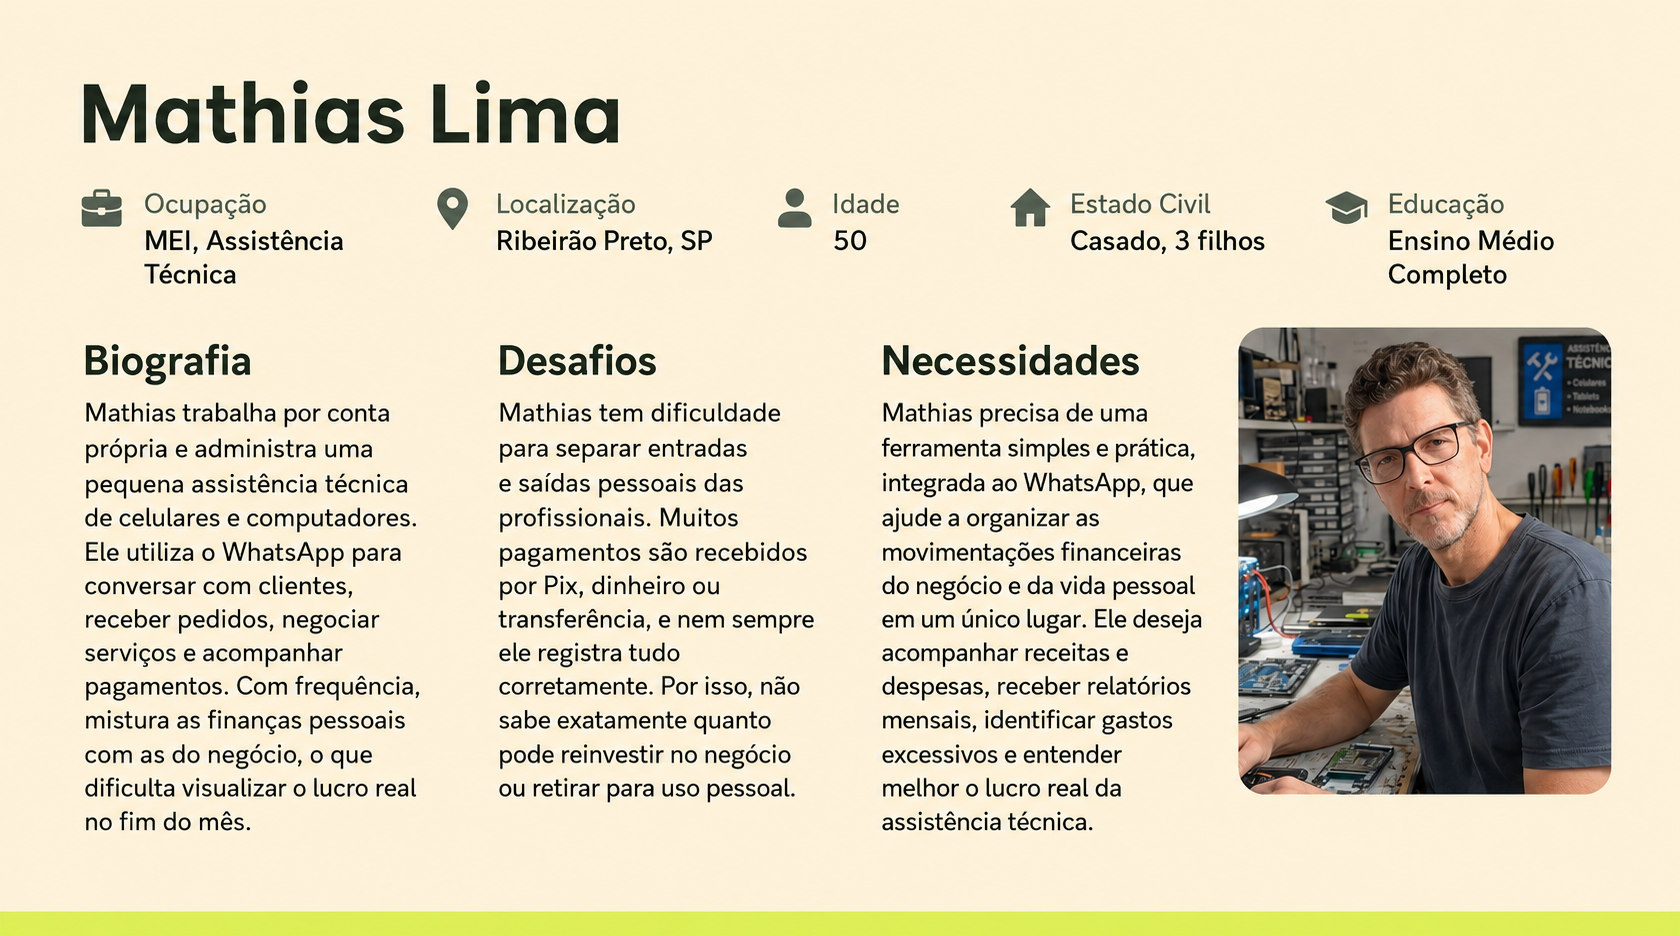 Mathias Lima
Ocupação
MEI, Assistência
Técnica
Localização
Ribeirão Preto, SP
Idade
50
Estado Civil
Casado, 3 filhos
Educação
Ensino Médio
Completo
Biografia
Mathias trabalha por conta
própria e administra uma
pequena assistência técnica
de celulares e computadores.
Ele utiliza o WhatsApp para
conversar com clientes,
receber pedidos, negociar
serviços e acompanhar
pagamentos. Com frequência,
mistura as finanças pessoais
com as do negócio, o que
dificulta visualizar o lucro real
no fim do mês.
Desafios
Mathias tem dificuldade
para separar entradas
e saídas pessoais das
profissionais. Muitos
pagamentos são recebidos
por Pix, dinheiro ou
transferência, e nem sempre
ele registra tudo
corretamente. Por isso, não
sabe exatamente quanto
pode reinvestir no negócio
ou retirar para uso pessoal.
Necessidades
Mathias precisa de uma
ferramenta simples e prática,
integrada ao WhatsApp, que
ajude a organizar as
movimentações financeiras
do negócio e da vida pessoal
em um único lugar. Ele deseja
acompanhar receitas e
despesas, receber relatórios
mensais, identificar gastos
excessivos e entender
melhor o lucro real da
assistência técnica.
ASSISTÊNC
TÉCNIC
• Celulares
• Tablets
• Notebooks